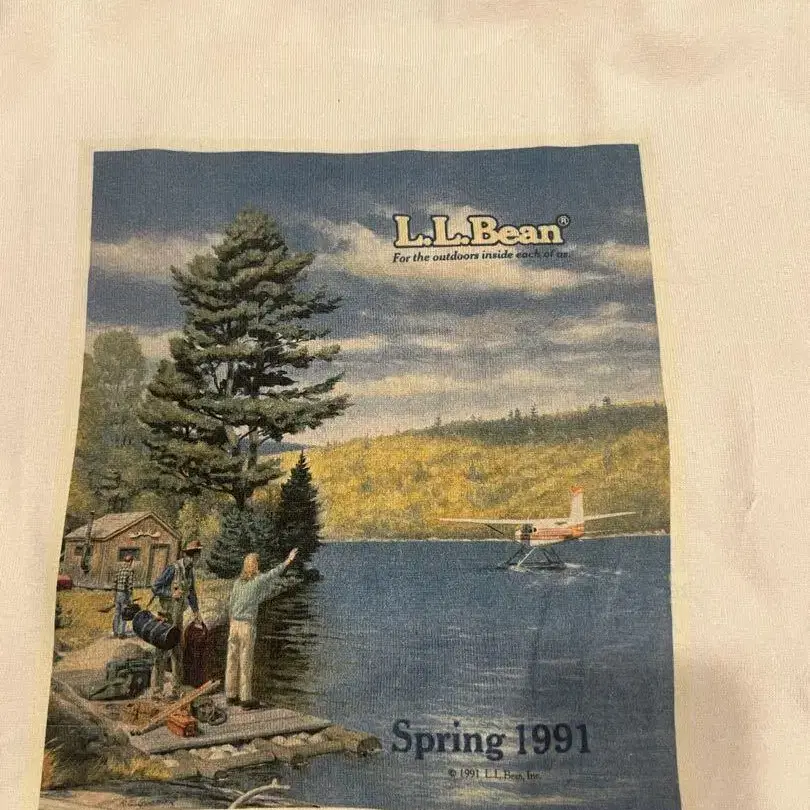 L.L.Bean®
For the outdoors inside each of us.
Spring 1991
© 1991 L.L. Bean, Inc.